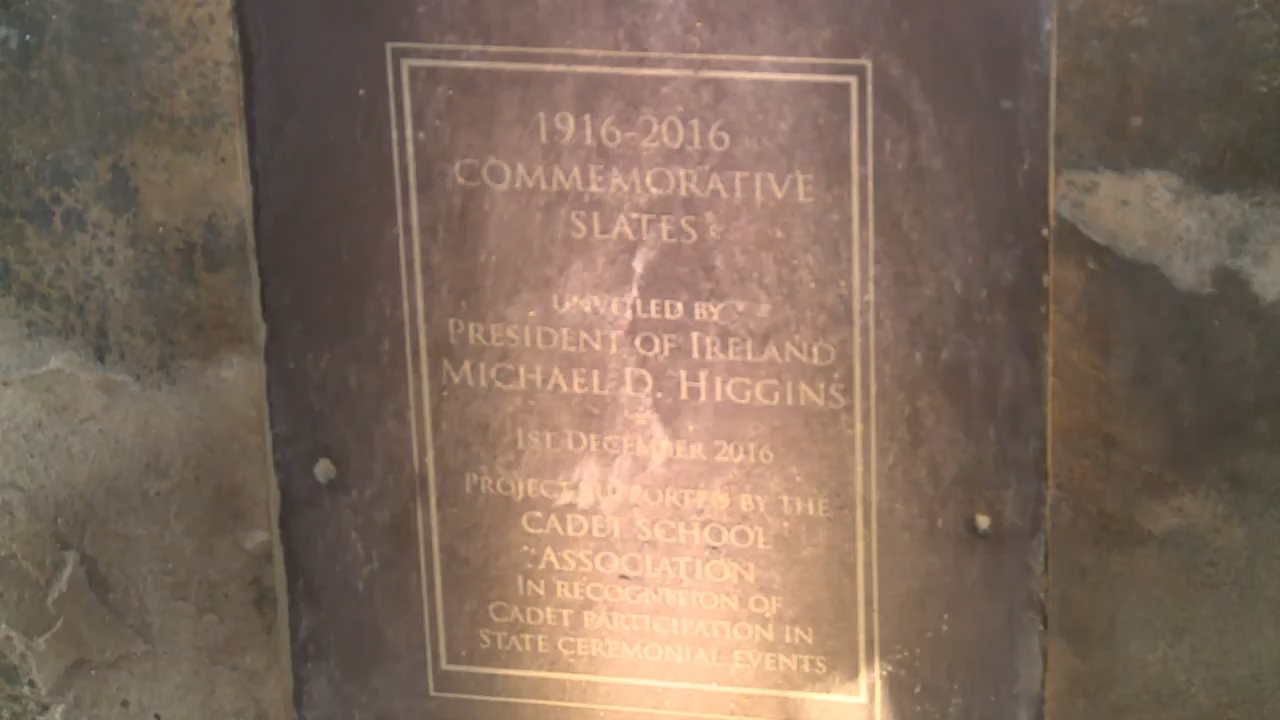 1916-2016
COMMEMORATIVE
SLATES
UNVEILED BY
PRESIDENT OF IRELAND
MICHAEL D. HIGGINS
1ST DECEMBER 2016
PROJECT SUPPORTED BY THE
CADET SCHOOL
ASSOCIATION
IN RECOGNITION OF
CADET PARTICIPATION IN
STATE CEREMONIAL EVENTS